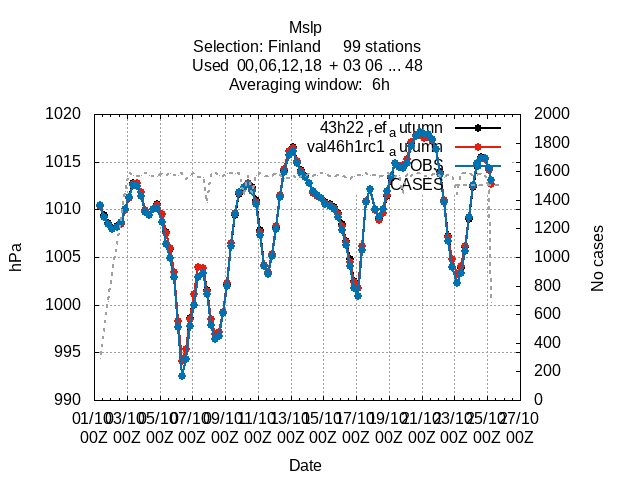 Mslp
Selection: Finland 99 stations
Used 00,06,12,18 + 03 06 ... 48
Averaging window: 6h
43h22_ref_autumn
val46h1rc1_autumn
OBS
CASES
hPa
1020
1015
1010
1005
1000
995
990
2000
1800
1600
1400
1200
1000
800
600
400
200
0
No cases
01/10 03/10 05/10 07/10 09/10 11/10 13/10 15/10 17/10 19/10 21/10 23/10 25/10 27/10
00Z 00Z 00Z 00Z 00Z 00Z 00Z 00Z 00Z 00Z 00Z 00Z 00Z 00Z
Date